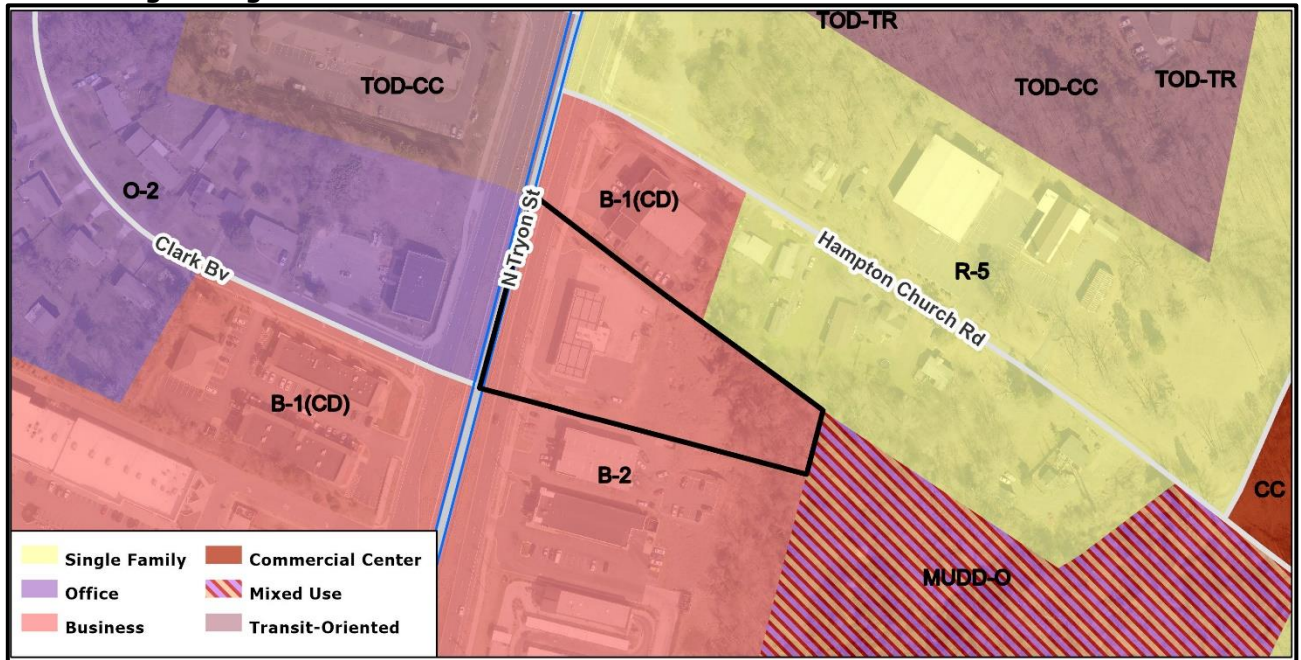 TOD-TR
TOD-CC
TOD-CC
TOD-TR
O-2
B-1(CD)
N Tryon St
Clark Bv
Hampton Church Rd
R-5
B-1(CD)
B-2
CC
MUDD-O
Single Family
Commercial Center
Office
Mixed Use
Business
Transit-Oriented